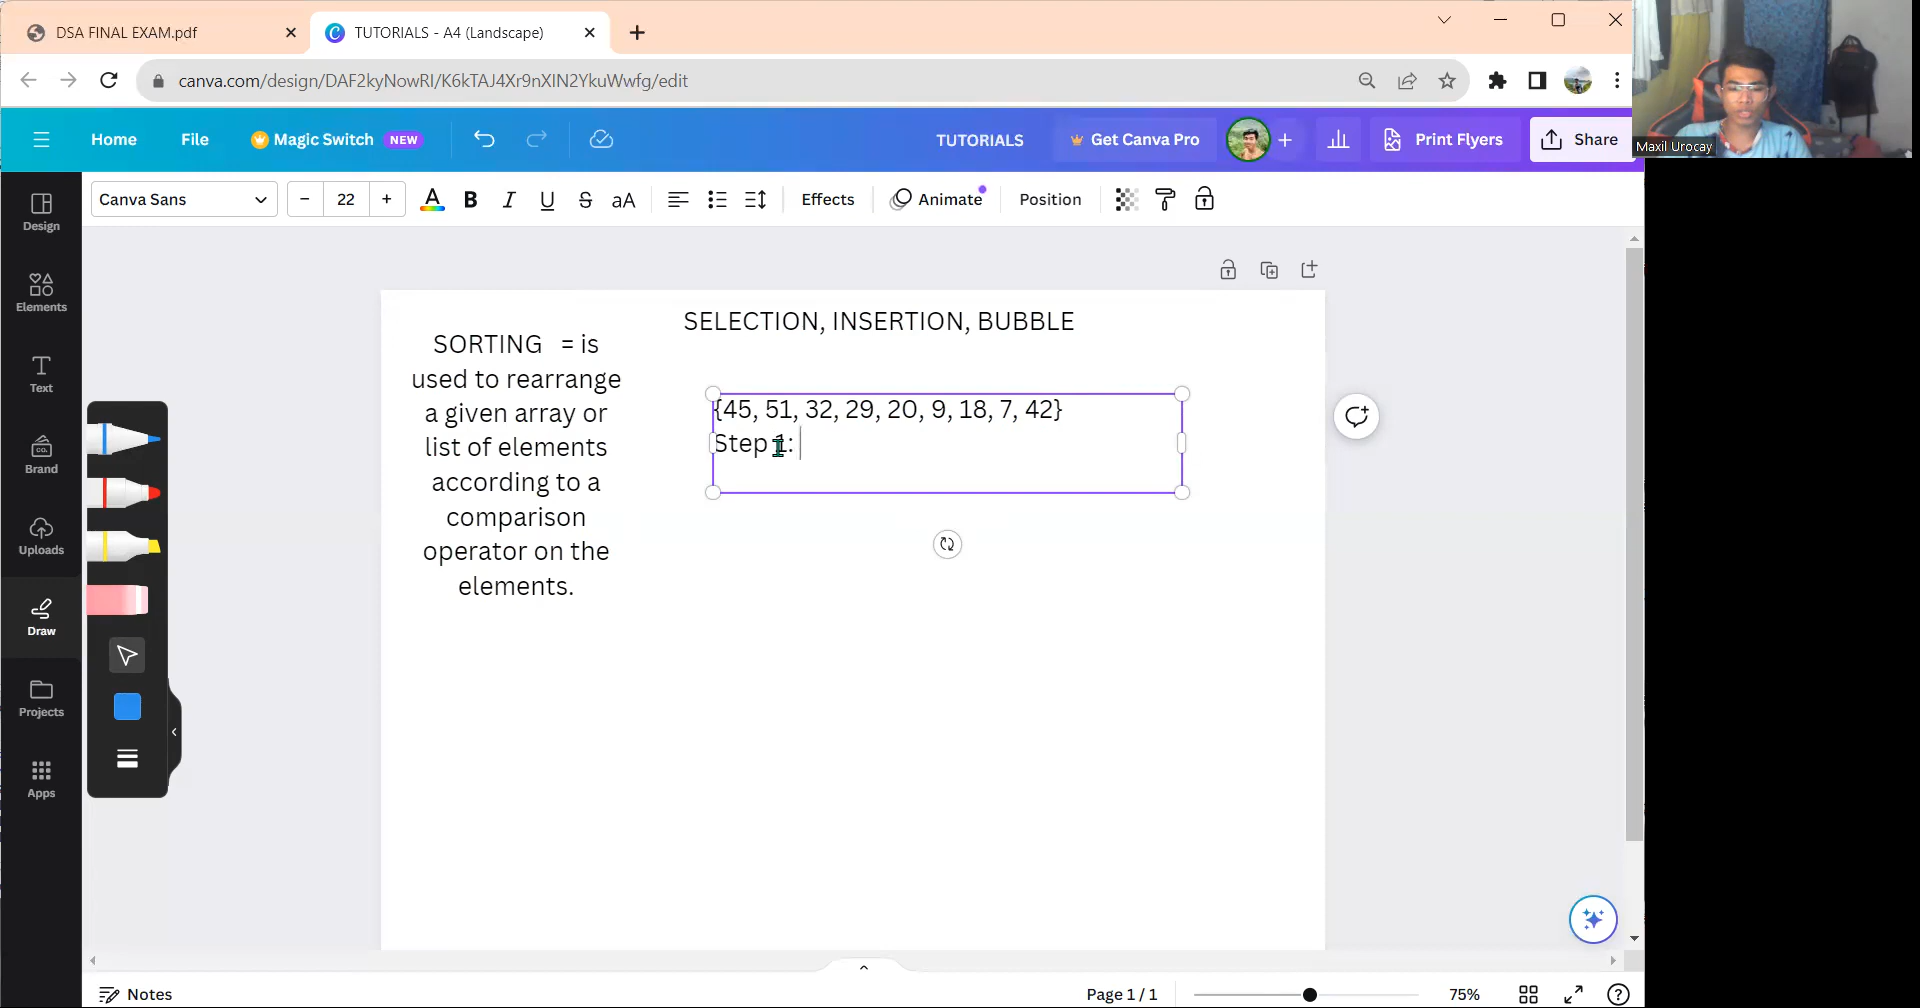 DSA FINAL EXAM.pdf
TUTORIALS - A4 (Landscape)
canva.com/design/DAF2kyNowRI/K6kTAJ4Xr9nXIN2YkuWwfg/edit
Home
File
Magic Switch NEW
TUTORIALS
Get Canva Pro
Print Flyers
Share
Maxil Urocay
Canva Sans
22
B
I
U
S
aA
Effects
Animate
Position
Design
Elements
Text
Brand
Uploads
Draw
Projects
Apps
SELECTION, INSERTION, BUBBLE
SORTING = is
used to rearrange
a given array or
list of elements
according to a
comparison
operator on the
elements.
{45, 51, 32, 29, 20, 9, 18, 7, 42}
Step 1:
Notes
Page 1 / 1
75%